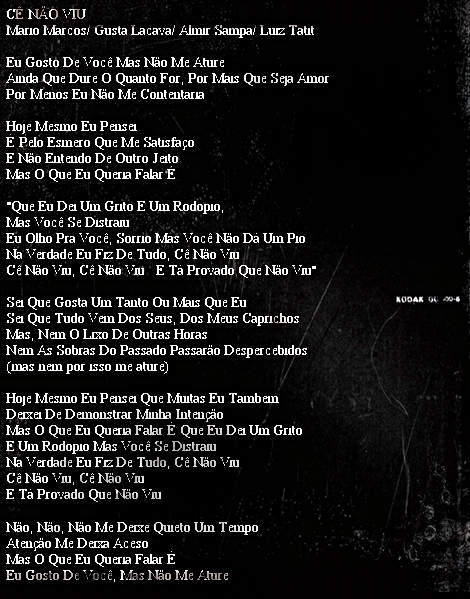 CÊ NÃO VIU
Mario Marcos/ Gusta Lacava/ Almir Sampa/ Luiz Tatit
Eu Gosto De Você Mas Não Me Ature
Ainda Que Dure O Quanto For, Por Mais Que Seja Amor
Por Menos Eu Não Me Contentaria
Hoje Mesmo Eu Pensei
É Pelo Esmero Que Me Satisfaço
E Não Entendo De Outro Jeito
Mas O Que Eu Queria Falar É
"Que Eu Dei Um Grito E Um Rodopio,
Mas Você Se Distraiu
Eu Olho Pra Você, Sorrio Mas Você Não Dá Um Pio
Na Verdade Eu Fiz De Tudo, Cê Não Viu
Cê Não Viu, Cê Não Viu E Tá Provado Que Não Viu"
Sei Que Gosta Um Tanto Ou Mais Que Eu
Sei Que Tudo Vem Dos Seus, Dos Meus Caprichos
Mas, Nem O Lixo De Outras Horas
Nem As Sobras Do Passado Passarão Despercebidos
(mas nem por isso me ature)
Hoje Mesmo Eu Pensei Que Muitas Eu Também
Deixei De Demonstrar Minha Intenção
Mas O Que Eu Queria Falar É Que Eu Dei Um Grito
E Um Rodopio Mas Você Se Distraiu
Na Verdade Eu Fiz De Tudo, Cê Não Viu
Cê Não Viu, Cê Não Viu
E Tá Provado Que Não Viu
Não, Não, Não Me Deixe Quieto Um Tempo
Atenção Me Deixa Aceso
Mas O Que Eu Queria Falar É
Eu Gosto De Você, Mas Não Me Ature
KODAK